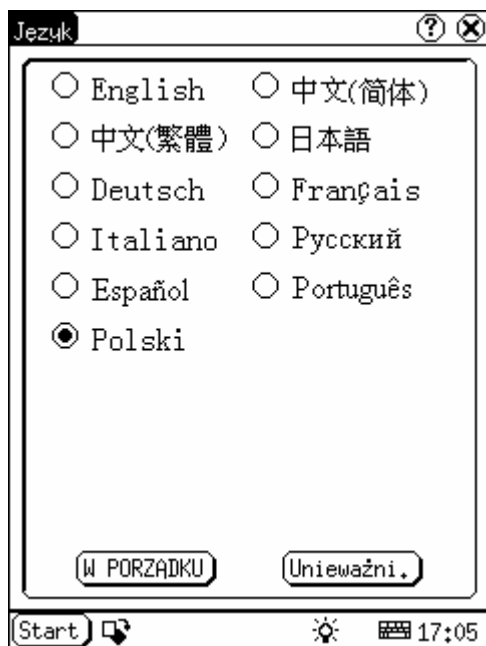 Język
English 中文(简体)
中文(繁體) 日本語
Deutsch Français
Italiano Русский
Español Português
Polski
W PORZADKU Unieważni.
Start 17:05